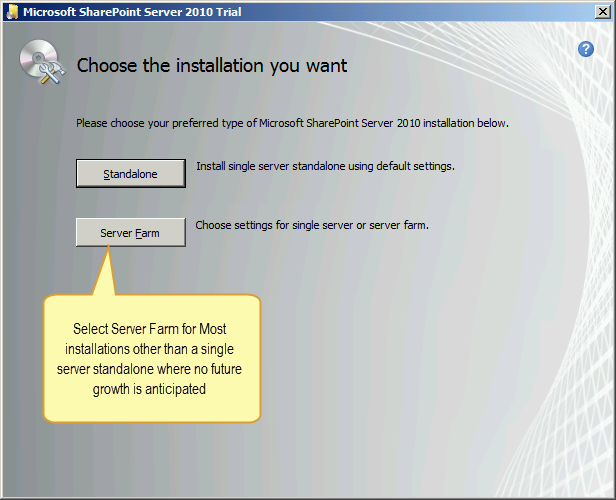 Microsoft SharePoint Server 2010 Trial
Choose the installation you want
Please choose your preferred type of Microsoft SharePoint Server 2010 installation below.
Standalone
Install single server standalone using default settings.
Server Farm
Choose settings for single server or server farm.
Select Server Farm for Most
installations other than a single
server standalone where no future
growth is anticipated